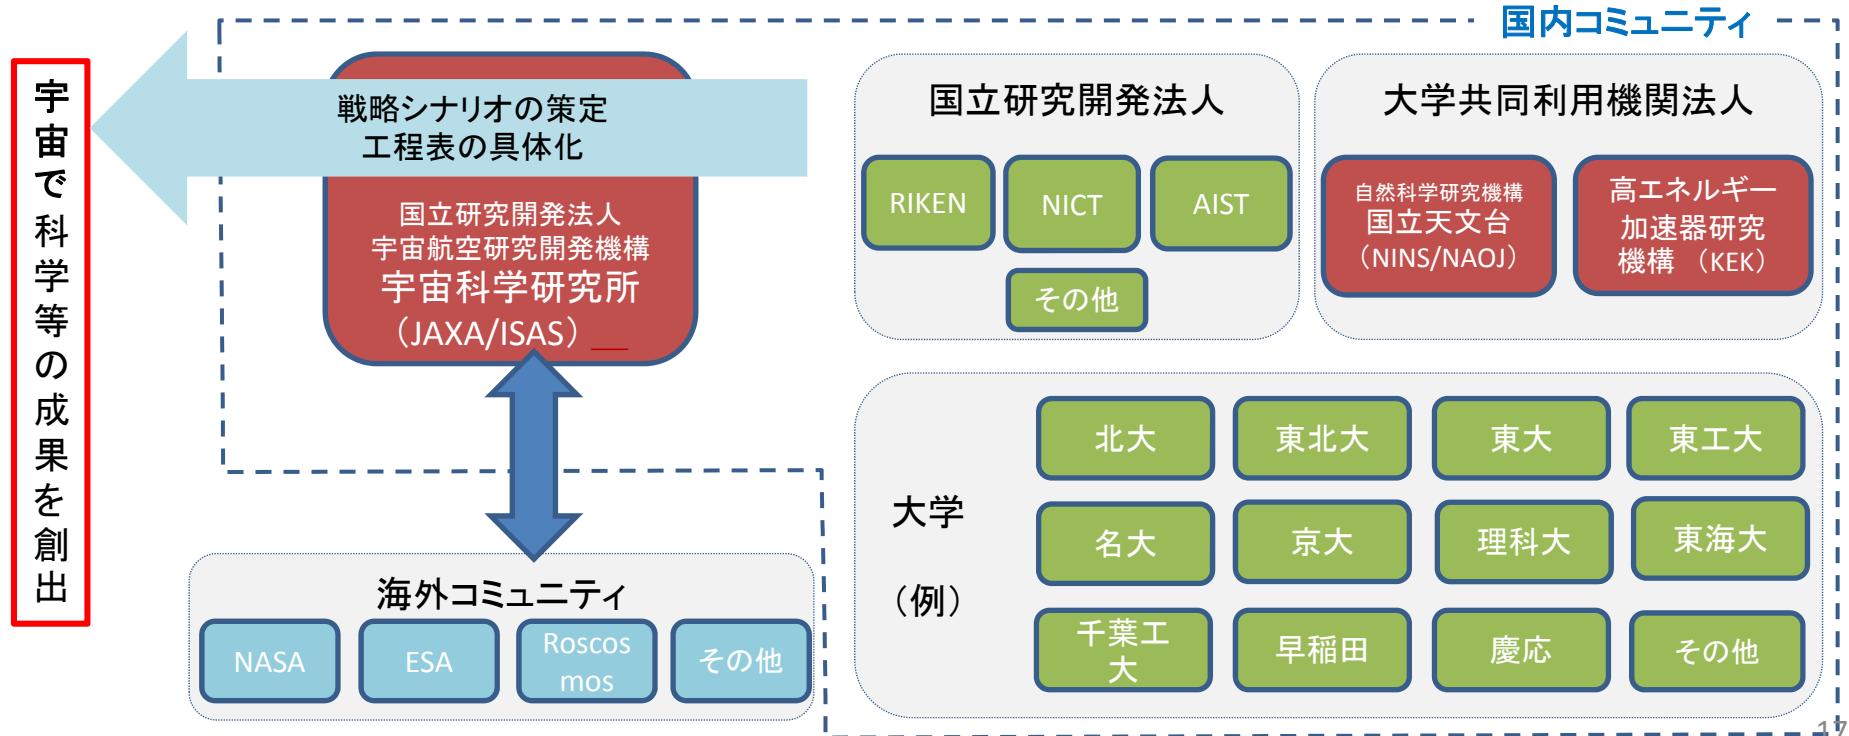 国内コミュニティ
宇宙で科学等の成果を創出
戦略シナリオの策定
工程表の具体化
国立研究開発法人
宇宙航空研究開発機構
宇宙科学研究所
（JAXA/ISAS）
国立研究開発法人
RIKEN
NICT
AIST
その他
大学共同利用機関法人
自然科学研究機構
国立天文台
（NINS/NAOJ）
高エネルギー
加速器研究
機構 （KEK）
大学
（例）
北大
東北大
東大
東工大
名大
京大
理科大
東海大
千葉工
大
早稲田
慶応
その他
海外コミュニティ
NASA
ESA
Roscos
mos
その他
17